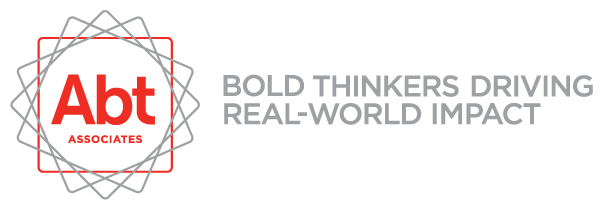 Abt
ASSOCIATES
BOLD THINKERS DRIVING
REAL-WORLD IMPACT